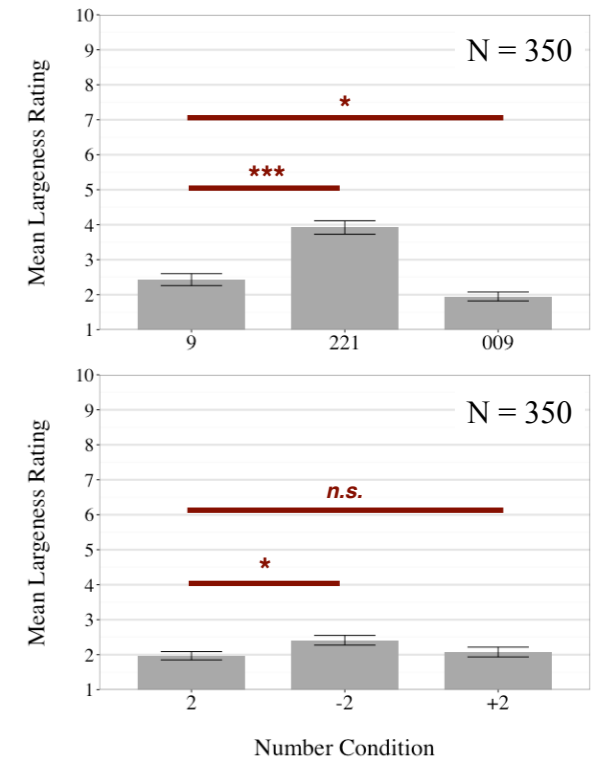 10
9
8
7
6
5
4
3
2
1
Mean Largeness Rating
N = 350
*
***
9 221 009
10
9
8
7
6
5
4
3
2
1
Mean Largeness Rating
N = 350
n.s.
*
2 -2 +2
Number Condition